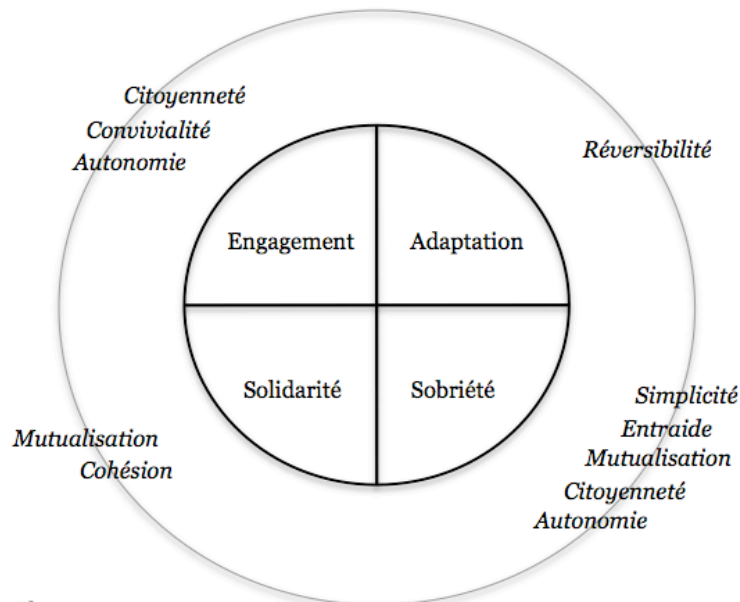 Citoyenneté
Convivialité
Autonomie
Réversibilité
Engagement
Adaptation
Solidarité
Sobriété
Simplicité
Entraide
Mutualisation
Citoyenneté
Autonomie
Mutualisation
Cohésion